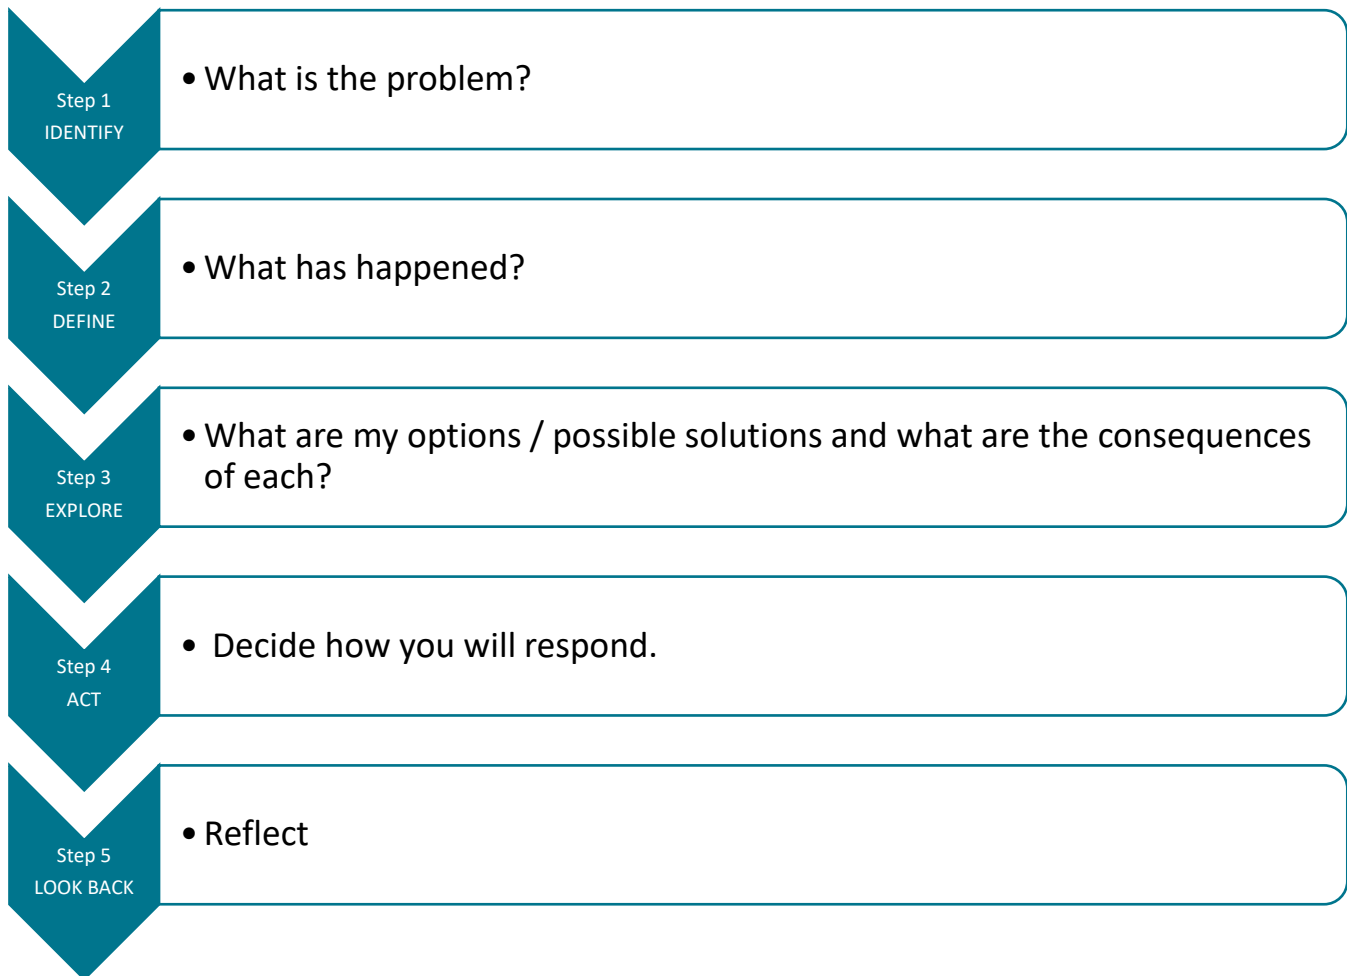 Step 1
IDENTIFY
• What is the problem?
Step 2
DEFINE
• What has happened?
Step 3
EXPLORE
• What are my options / possible solutions and what are the consequences
of each?
Step 4
ACT
• Decide how you will respond.
Step 5
LOOK BACK
• Reflect